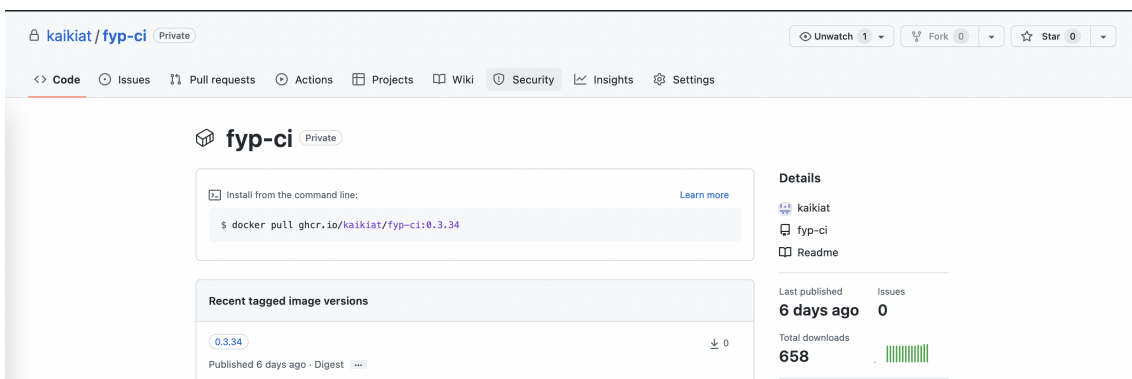 kaikiat / fyp-ci Private
Unwatch 1 Fork 0 Star 0
<> Code Issues Pull requests Actions Projects Wiki Security Insights Settings
fyp-ci Private
Install from the command line: Learn more
$ docker pull ghcr.io/kaikiat/fyp-ci:0.3.34
Recent tagged image versions
0.3.34 0
Published 6 days ago · Digest ...
Details
kaikiat
fyp-ci
Readme
Last published Issues
6 days ago 0
Total downloads
658